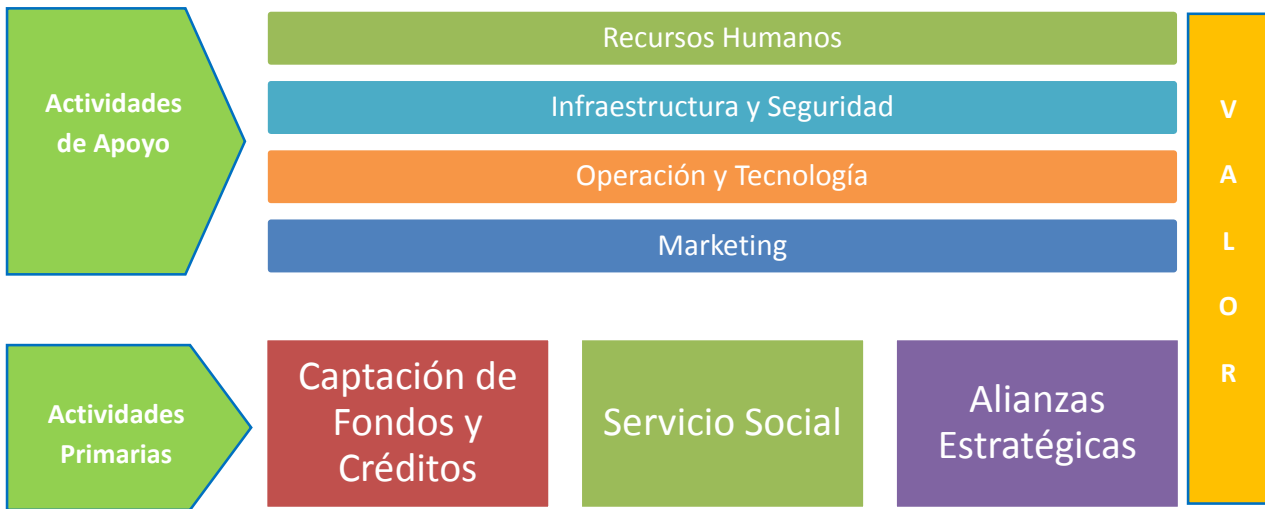 Actividades
de Apoyo
Recursos Humanos
Infraestructura y Seguridad
Operación y Tecnología
Marketing
Actividades
Primarias
Captación de
Fondos y
Créditos
Servicio Social
Alianzas
Estratégicas
V
A
L
O
R